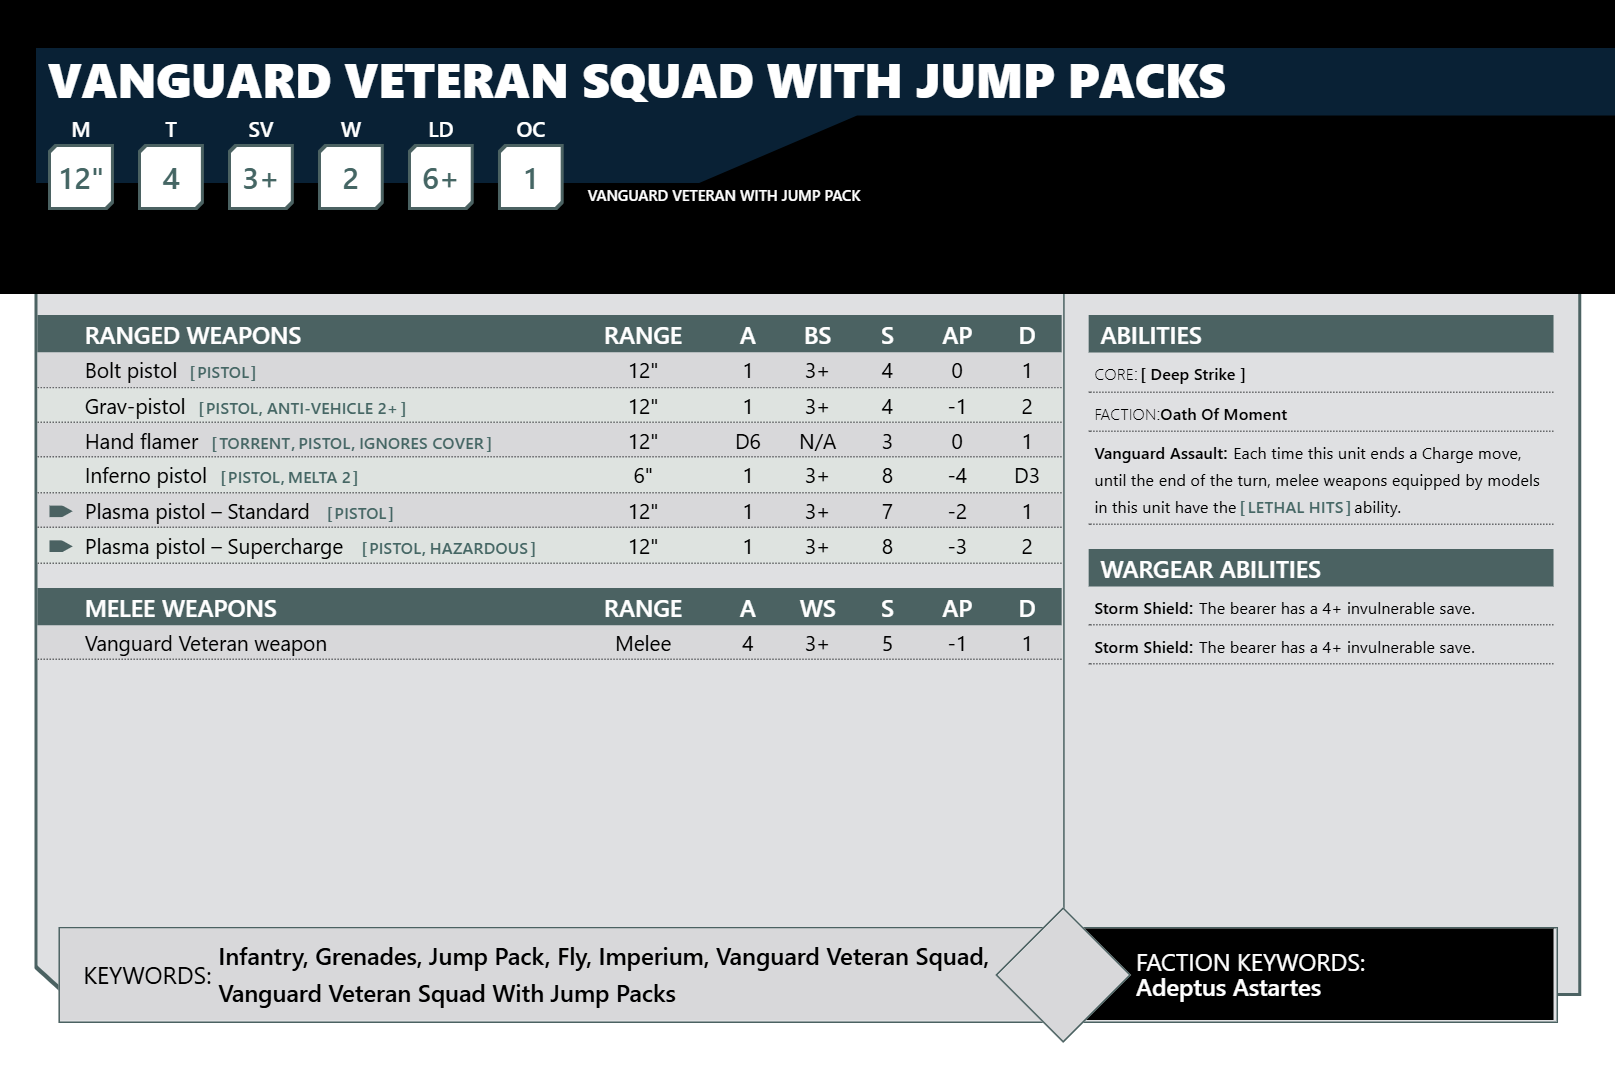 VANGUARD VETERAN SQUAD WITH JUMP PACKS
M T SV W LD OC
12" 4 3+ 2 6+ 1
VANGUARD VETERAN WITH JUMP PACK
RANGED WEAPONS RANGE A BS S AP D
Bolt pistol [PISTOL] 12" 1 3+ 4 0 1
Grav-pistol [PISTOL, ANTI-VEHICLE 2+] 12" 1 3+ 4 -1 2
Hand flamer [TORRENT, PISTOL, IGNORES COVER] 12" D6 N/A 3 0 1
Inferno pistol [PISTOL, MELTA 2] 6" 1 3+ 8 -4 D3
Plasma pistol – Standard [PISTOL] 12" 1 3+ 7 -2 1
Plasma pistol – Supercharge [PISTOL, HAZARDOUS] 12" 1 3+ 8 -3 2
MELEE WEAPONS RANGE A WS S AP D
Vanguard Veteran weapon Melee 4 3+ 5 -1 1
ABILITIES
CORE: [ Deep Strike ]
FACTION:Oath Of Moment
Vanguard Assault: Each time this unit ends a Charge move,
until the end of the turn, melee weapons equipped by models
in this unit have the [LETHAL HITS] ability.
WARGEAR ABILITIES
Storm Shield: The bearer has a 4+ invulnerable save.
Storm Shield: The bearer has a 4+ invulnerable save.
KEYWORDS: Infantry, Grenades, Jump Pack, Fly, Imperium, Vanguard Veteran Squad,
Vanguard Veteran Squad With Jump Packs
FACTION KEYWORDS:
Adeptus Astartes